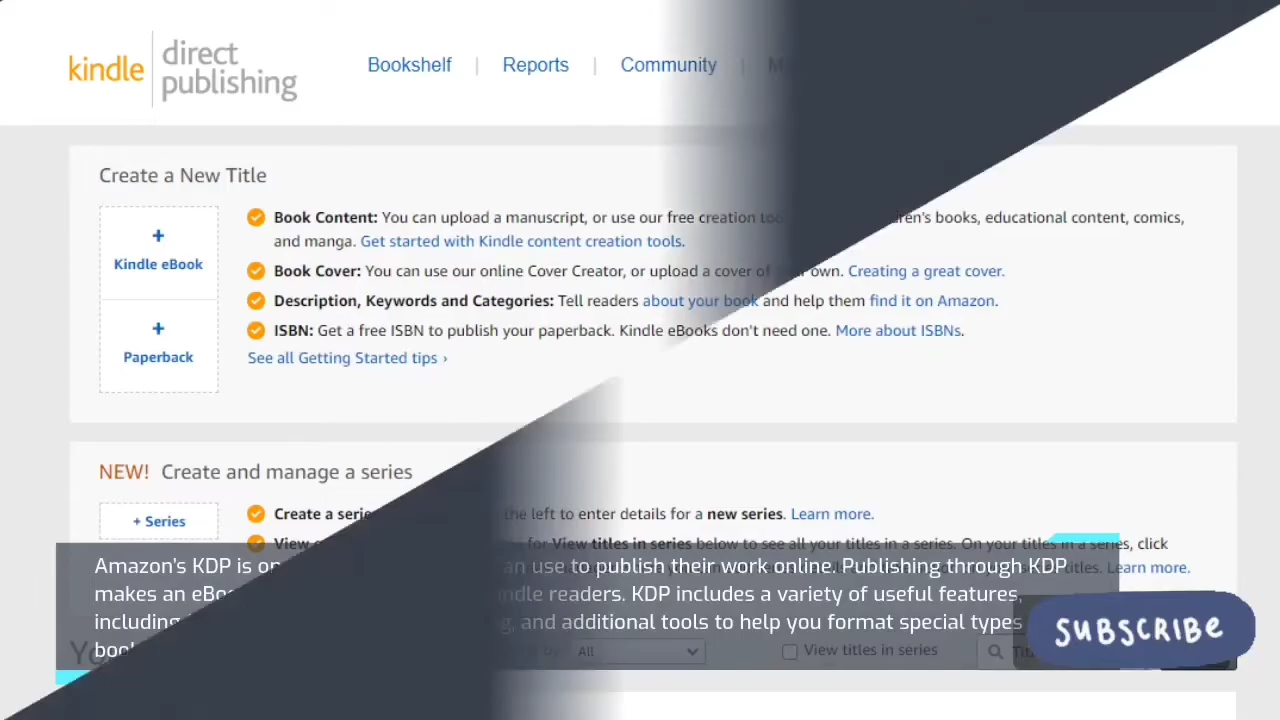 kindle direct publishing
Bookshelf | Reports | Community | M
Create a New Title
+ Kindle eBook
+ Paperback
Book Content: You can upload a manuscript, or use our free creation children's books, educational content, comics,
and manga. Get started with Kindle content creation tools.
Book Cover: You can use our online Cover Creator, or upload a cover of your own. Creating a great cover.
Description, Keywords and Categories: Tell readers about your book and help them find it on Amazon.
ISBN: Get a free ISBN to publish your paperback. Kindle eBooks don't need one. More about ISBNs.
See all Getting Started tips ›
NEW! Create and manage a series
+ Series
Create a series the left to enter details for a new series. Learn more.
View for View titles in series below to see all your titles in a series. On your titles in a series, click
titles. Learn more.
Amazon's KDP is on can use to publish their work online. Publishing through KDP
makes an eBook Kindle readers. KDP includes a variety of useful features,
including and additional tools to help you format special types
All
View titles in series
SUBSCRIBE